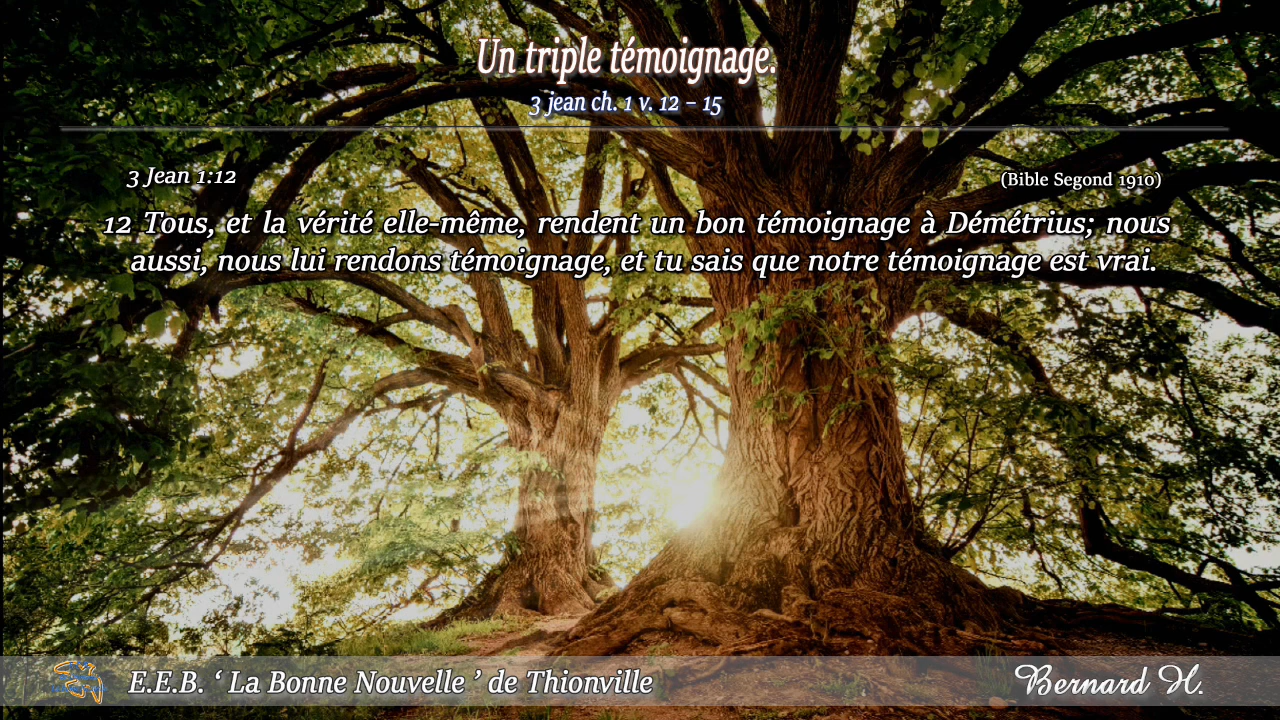 Un triple témoignage.
3 jean ch. 1 v. 12 – 15
3 Jean 1:12
(Bible Segond 1910)
12 Tous, et la vérité elle-même, rendent un bon témoignage à Démétrius; nous
aussi, nous lui rendons témoignage, et tu sais que notre témoignage est vrai.
E.E.B. ‘ La Bonne Nouvelle ’ de Thionville
Bernard H.